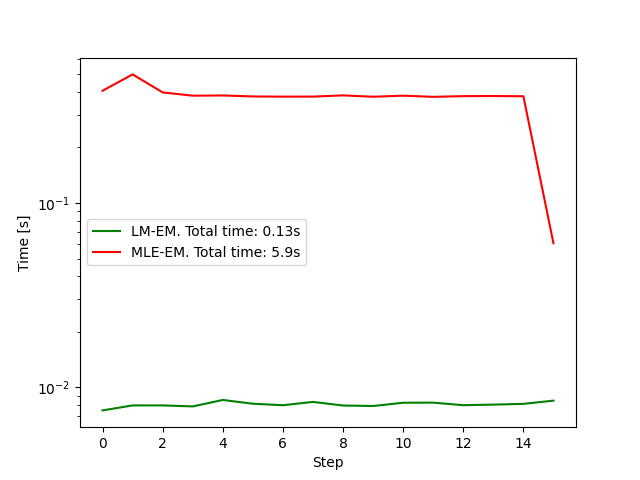 Time [s]
10⁻¹
10⁻²
LM-EM. Total time: 0.13s
MLE-EM. Total time: 5.9s
0 2 4 6 8 10 12 14
Step